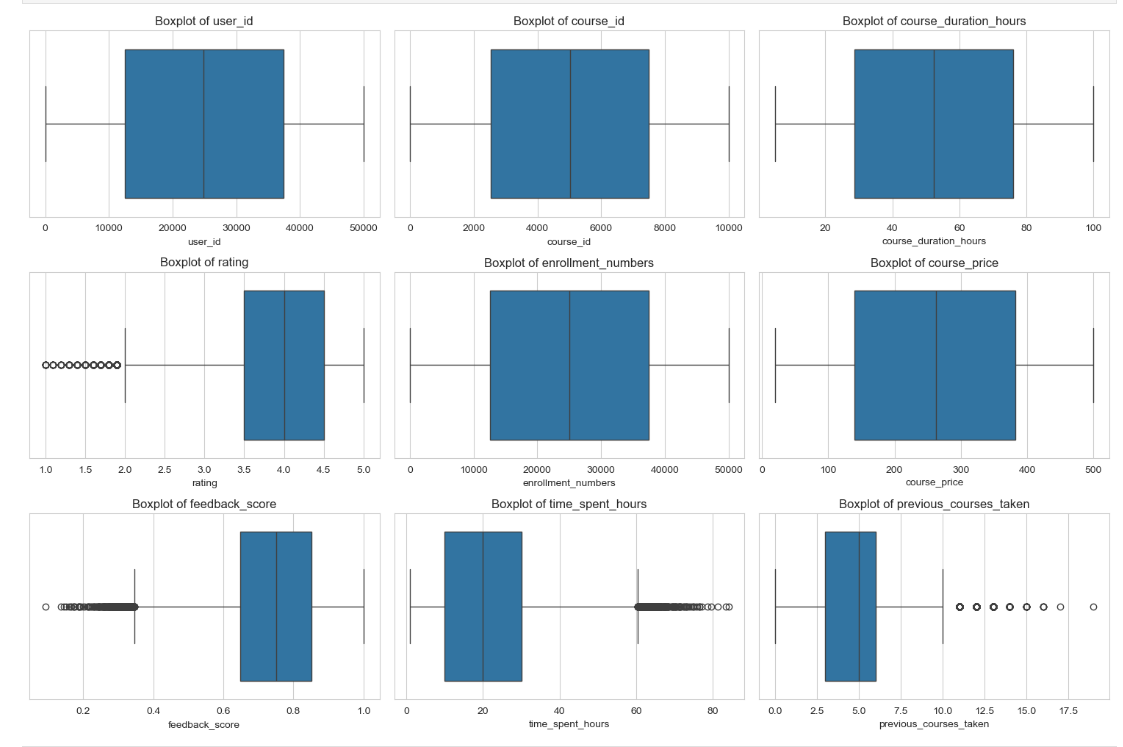 Boxplot of user_id
Boxplot of course_id
Boxplot of course_duration_hours
0 10000 20000 30000 40000 50000
0 2000 4000 6000 8000 10000
20 40 60 80 100
user_id
course_id
course_duration_hours
Boxplot of rating
Boxplot of enrollment_numbers
Boxplot of course_price
1.0 1.5 2.0 2.5 3.0 3.5 4.0 4.5 5.0
0 10000 20000 30000 40000 50000
0 100 200 300 400 500
rating
enrollment_numbers
course_price
Boxplot of feedback_score
Boxplot of time_spent_hours
Boxplot of previous_courses_taken
0.2 0.4 0.6 0.8 1.0
0 20 40 60 80
0.0 2.5 5.0 7.5 10.0 12.5 15.0 17.5
feedback_score
time_spent_hours
previous_courses_taken